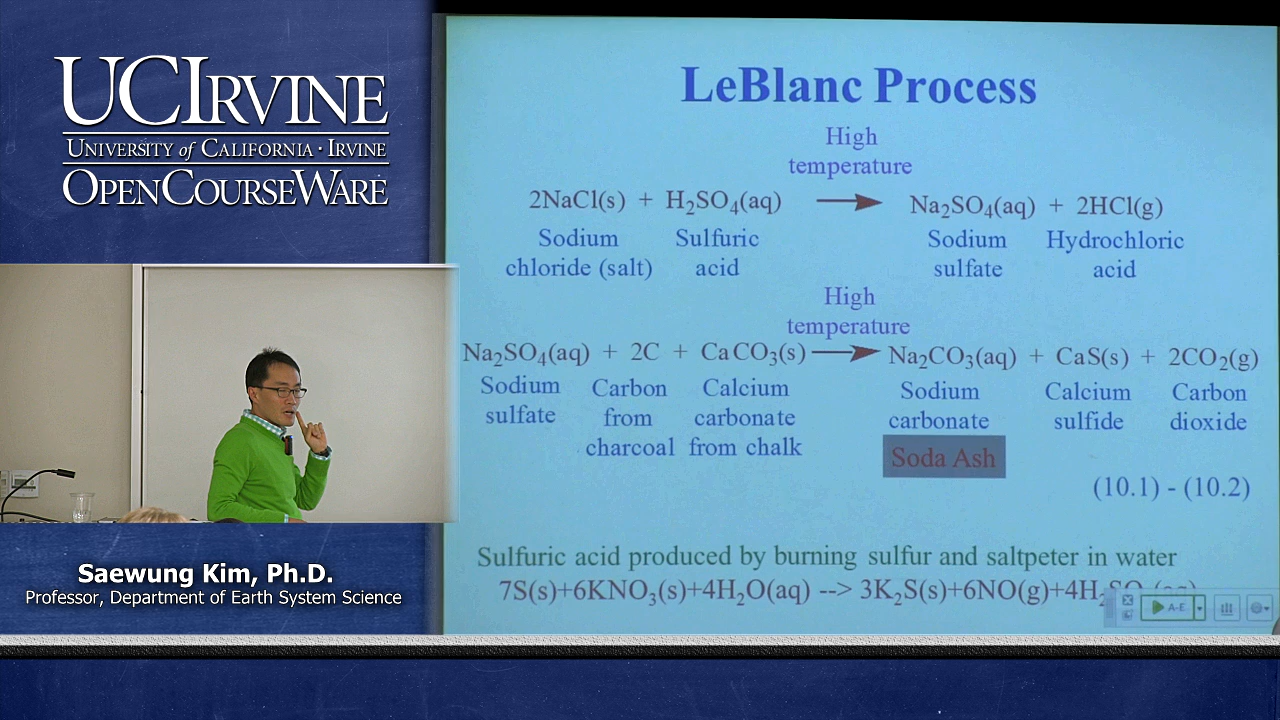 UCIRVINE
UNIVERSITY of CALIFORNIA · IRVINE
OPENCOURSEWARE
LeBlanc Process
High
temperature
2NaCl(s) + H₂SO₄(aq) → Na₂SO₄(aq) + 2HCl(g)
Sodium Sulfuric Sodium Hydrochloric
chloride (salt) acid sulfate acid
High
temperature
Na₂SO₄(aq) + 2C + CaCO₃(s) → Na₂CO₃(aq) + CaS(s) + 2CO₂(g)
Sodium Carbon Calcium Sodium Calcium Carbon
sulfate from carbonate carbonate sulfide dioxide
charcoal from chalk
Soda Ash
(10.1) - (10.2)
Sulfuric acid produced by burning sulfur and saltpeter in water
7S(s)+6KNO₃(s)+4H₂O(aq) --> 3K₂S(s)+6NO(g)+4H₂SO
A-E
Saewung Kim, Ph.D.
Professor, Department of Earth System Science